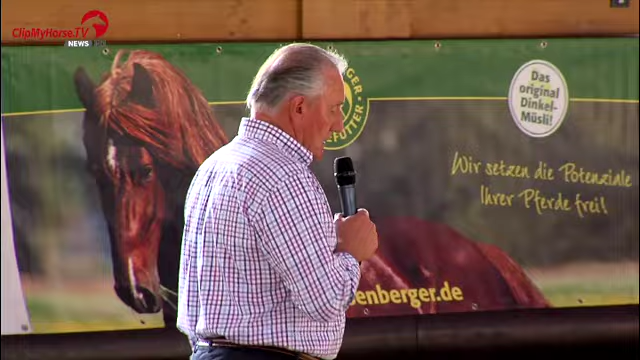 ClipMyHorse.TV
NEWS
Das
original
Dinkel-
Müsli!
Wir setzen die Potenziale
Ihrer Pferde frei!
enberger.de